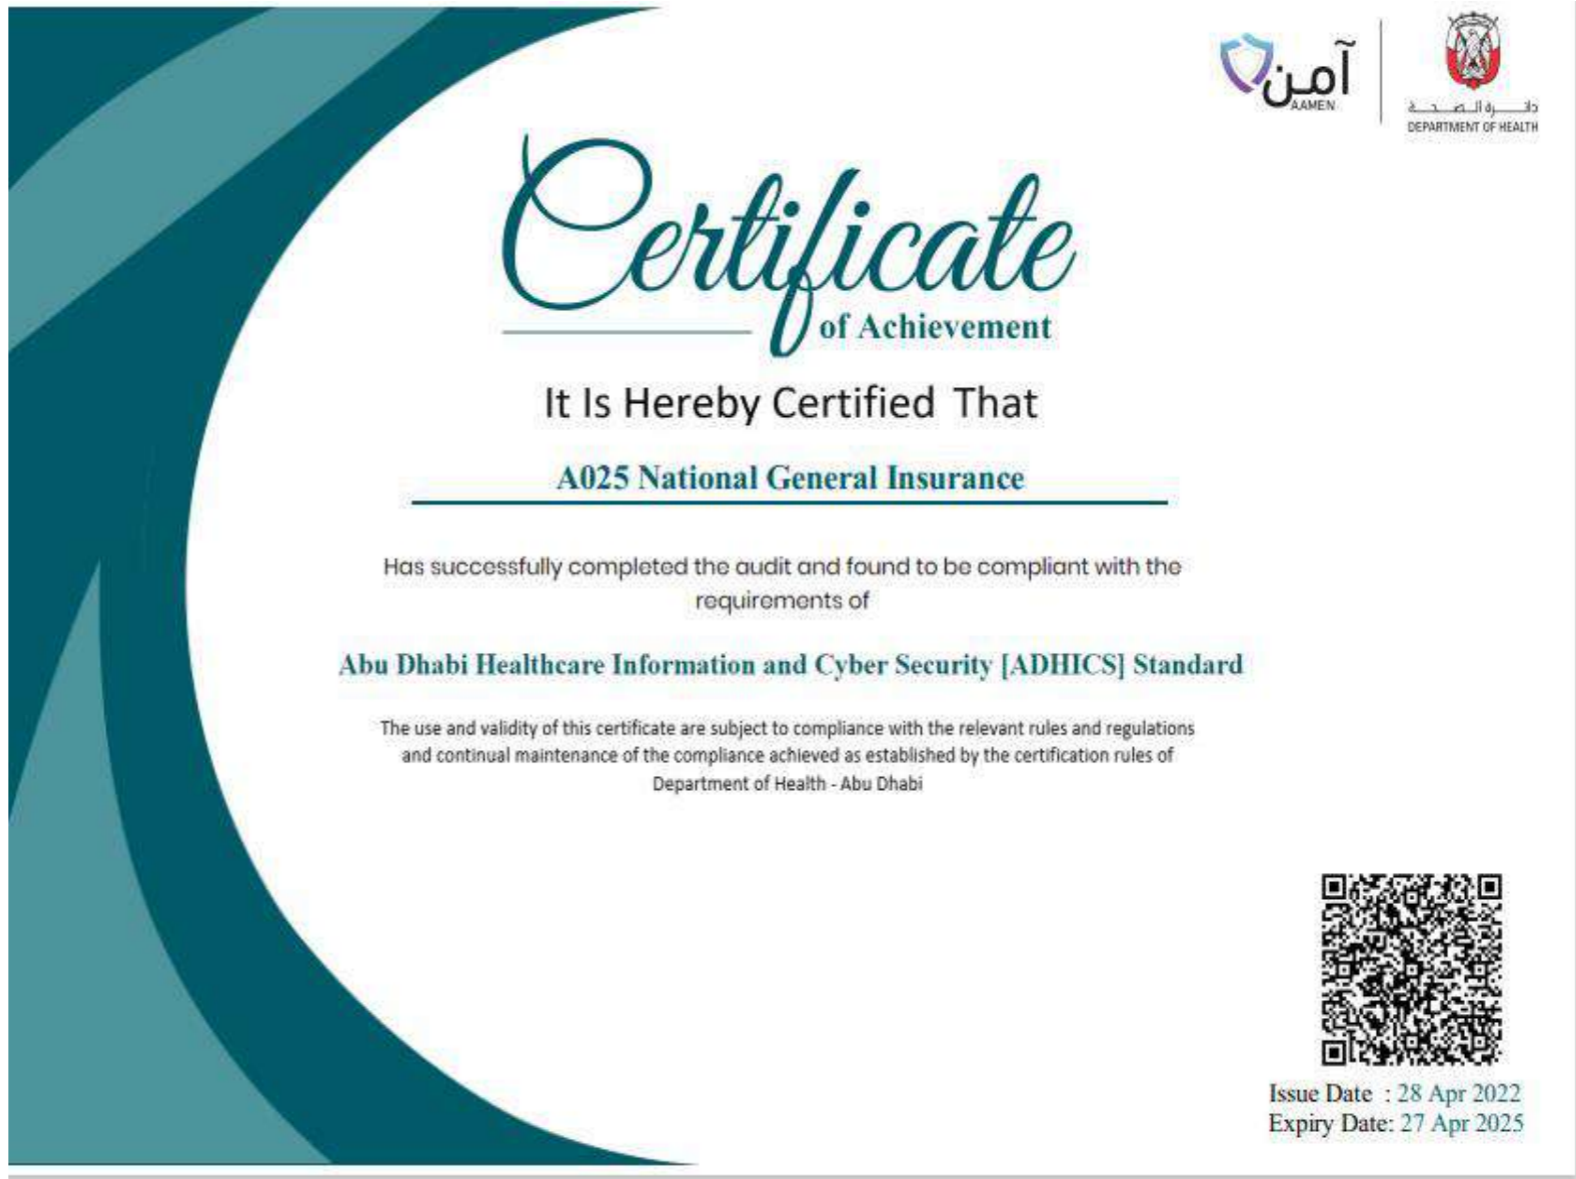 آمن
AAMEN
دائرة الصحة
DEPARTMENT OF HEALTH
Certificate
of Achievement
It Is Hereby Certified That
A025 National General Insurance
Has successfully completed the audit and found to be compliant with the
requirements of
Abu Dhabi Healthcare Information and Cyber Security [ADHICS] Standard
The use and validity of this certificate are subject to compliance with the relevant rules and regulations
and continual maintenance of the compliance achieved as established by the certification rules of
Department of Health - Abu Dhabi
Issue Date : 28 Apr 2022
Expiry Date: 27 Apr 2025